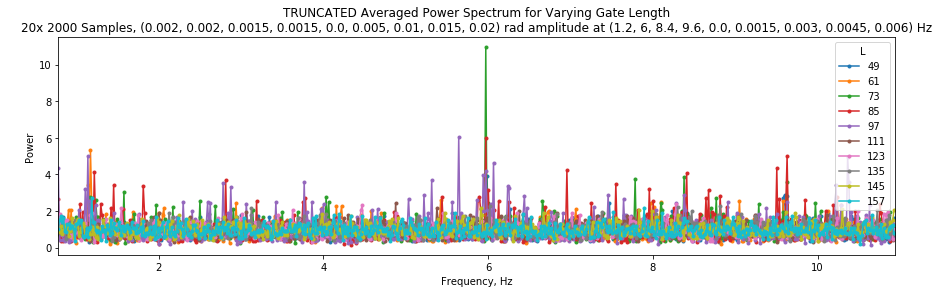 TRUNCATED Averaged Power Spectrum for Varying Gate Length
20x 2000 Samples, (0.002, 0.002, 0.0015, 0.0015, 0.0, 0.005, 0.01, 0.015, 0.02) rad amplitude at (1.2, 6, 8.4, 9.6, 0.0, 0.0015, 0.003, 0.0045, 0.006) Hz
L
49
61
73
85
97
111
123
135
145
157
Power
10
8
6
4
2
0
2 4 6 8 10
Frequency, Hz